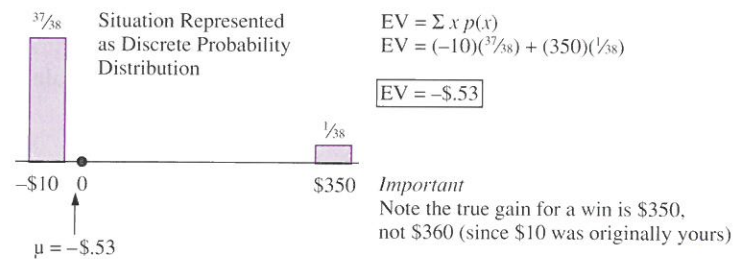 37/38
Situation Represented
as Discrete Probability
Distribution
EV = Σ x p(x)
EV = (–10)(37/38) + (350)(1/38)
EV = –$.53
1/38
–$10 0 $350
μ = –$.53
Important
Note the true gain for a win is $350,
not $360 (since $10 was originally yours)